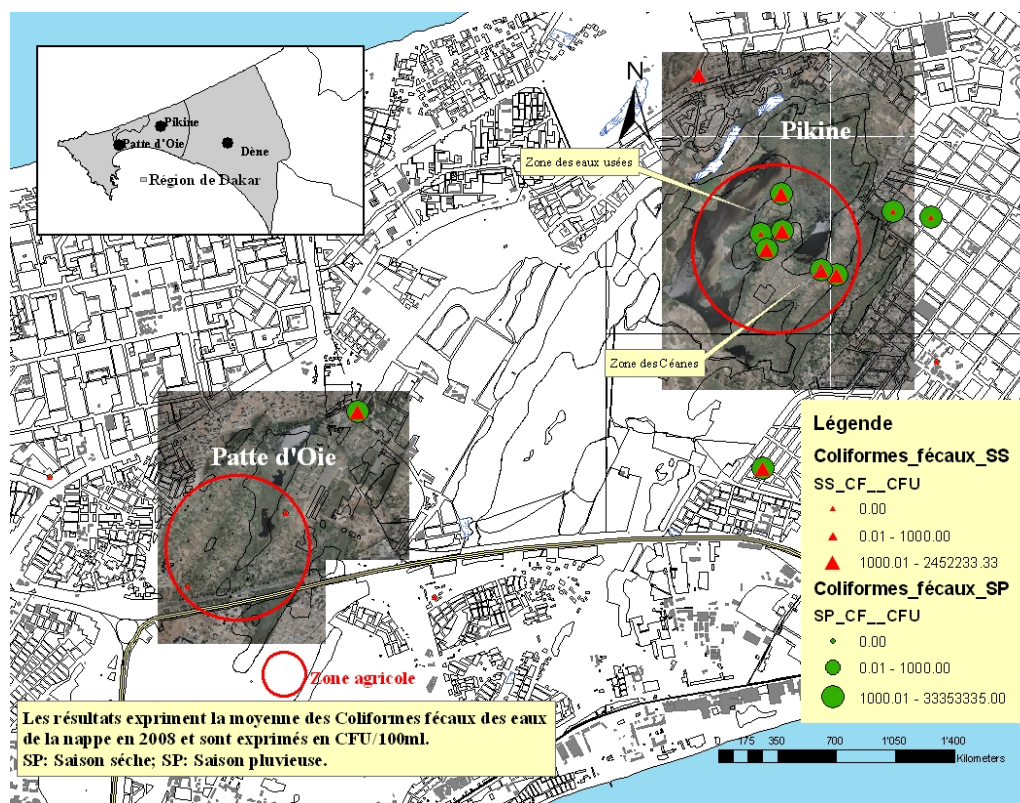 Pikine
Patte d'Oie
Dène
Région de Dakar
N
Pikine
Zone des eaux usées
Zone des Céanes
Patte d'Oie
Zone agricole
Légende
Coliformes_fécaux_SS
SS_CF__CFU
0.00
0.01 - 1000.00
1000.01 - 2452233.33
Coliformes_fécaux_SP
SP_CF__CFU
0.00
0.01 - 1000.00
1000.01 - 33353335.00
Les résultats expriment la moyenne des Coliformes fécaux des eaux
de la nappe en 2008 et sont exprimés en CFU/100ml.
SP: Saison séche; SP: Saison pluvieuse.
0 175 350 700 1'050 1'400
Kilometers